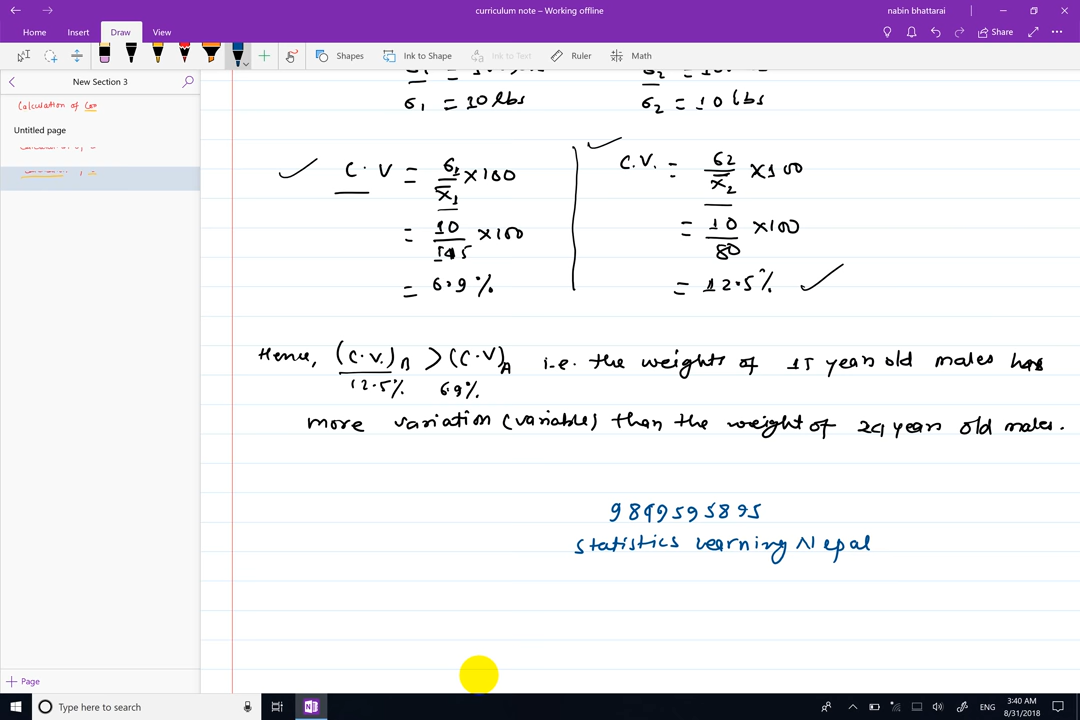 curriculum note – Working offline
nabin bhattarai
Home Insert Draw View
Share
Shapes Ink to Shape Ink to Text Ruler Math
New Section 3
Calculation of
Untitled page
σ₁ = 10 lbs σ₂ = 10 lbs
C.V = σ₁/x̄₁ × 100 C.V. = σ₂/x̄₂ × 100
= 10/145 × 100 = 10/80 × 100
= 6.9% = 12.5%
Hence, (C.V.)B > (C.V)A i.e. the weights of 15 years old males has
12.5% 6.9%
more variation (variable) than the weight of 29 years old males.
Statistics Learning Nepal
+ Page
Type here to search
ENG
3:40 AM
8/31/2018